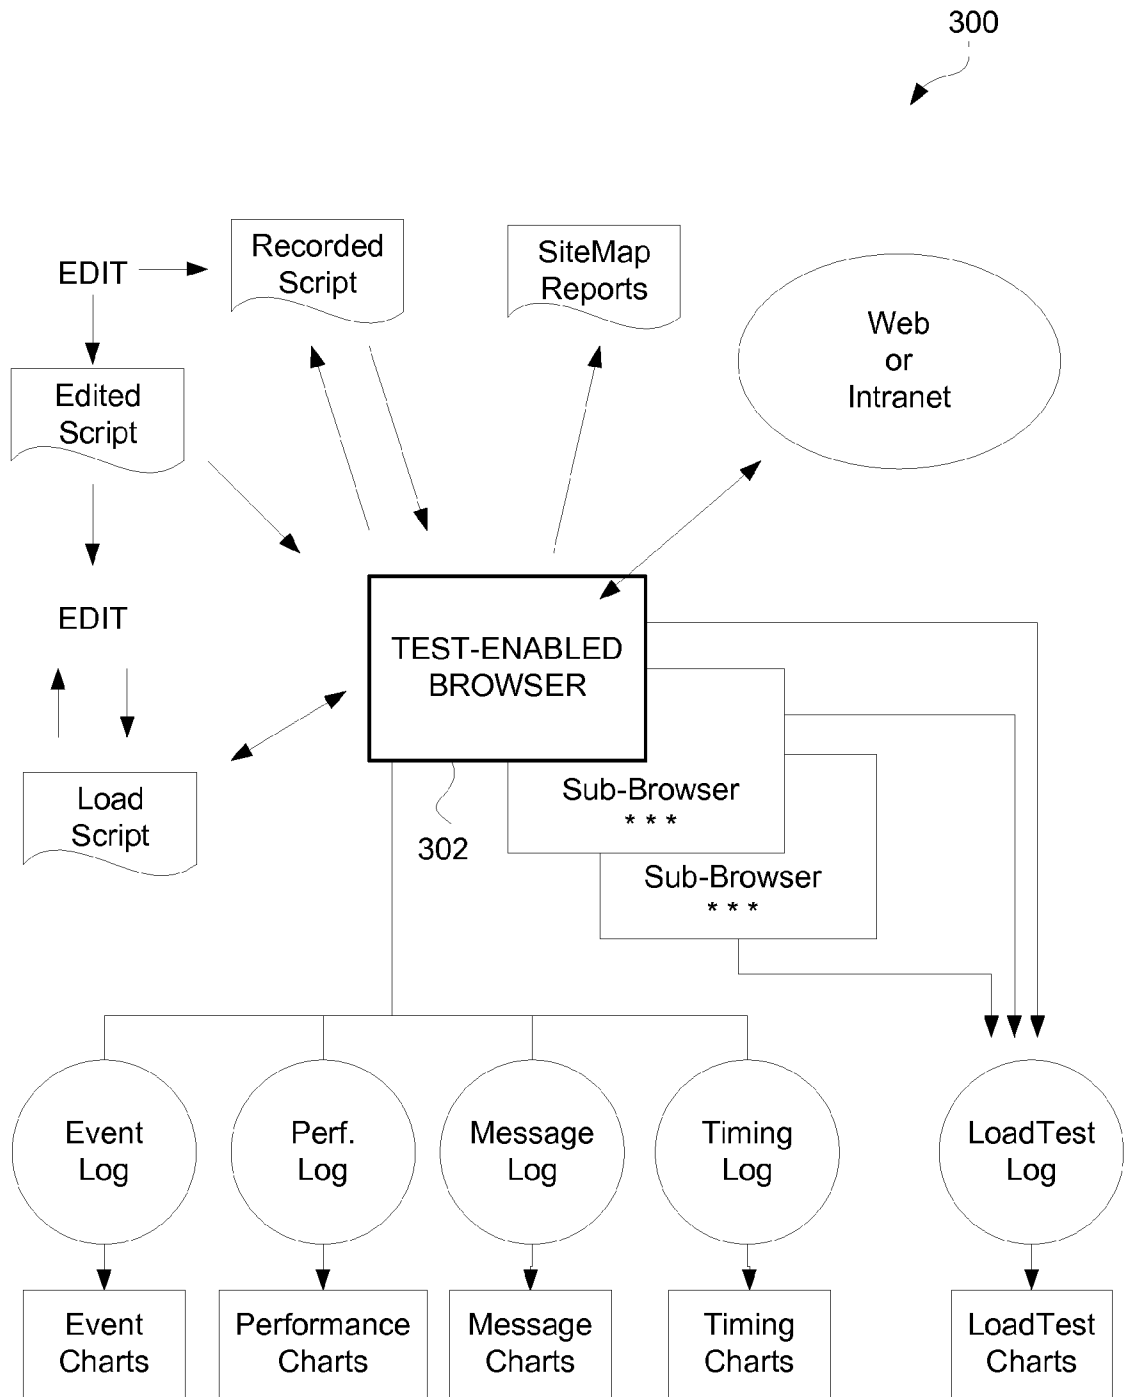 300
Recorded
Script
SiteMap
Reports
EDIT
Web
or
Intranet
Edited
Script
EDIT
TEST-ENABLED
BROWSER
Load
Script
Sub-Browser
* * *
302
Sub-Browser
* * *
Event
Log
Perf.
Log
Message
Log
Timing
Log
LoadTest
Log
Event
Charts
Performance
Charts
Message
Charts
Timing
Charts
LoadTest
Charts